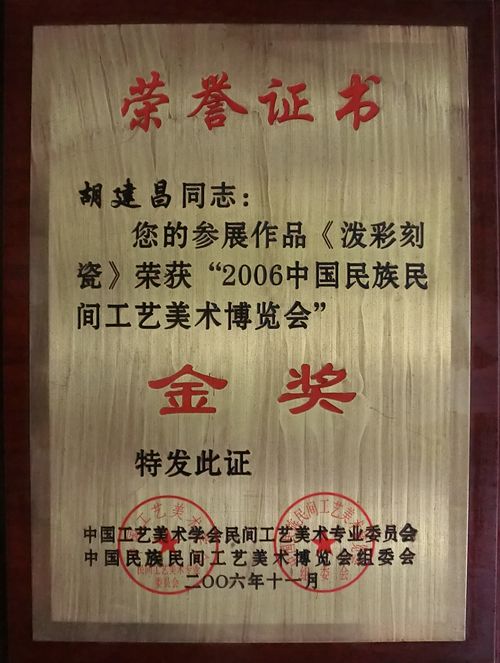 荣誉证书
胡建昌同志：
您的参展作品《泼彩刻
瓷》荣获“2006中国民族民
间工艺美术博览会”
金奖
特发此证
中国工艺美术学会民间工艺美术专业委员会
中国民族民间工艺美术博览会组委会
二〇〇六年十一月